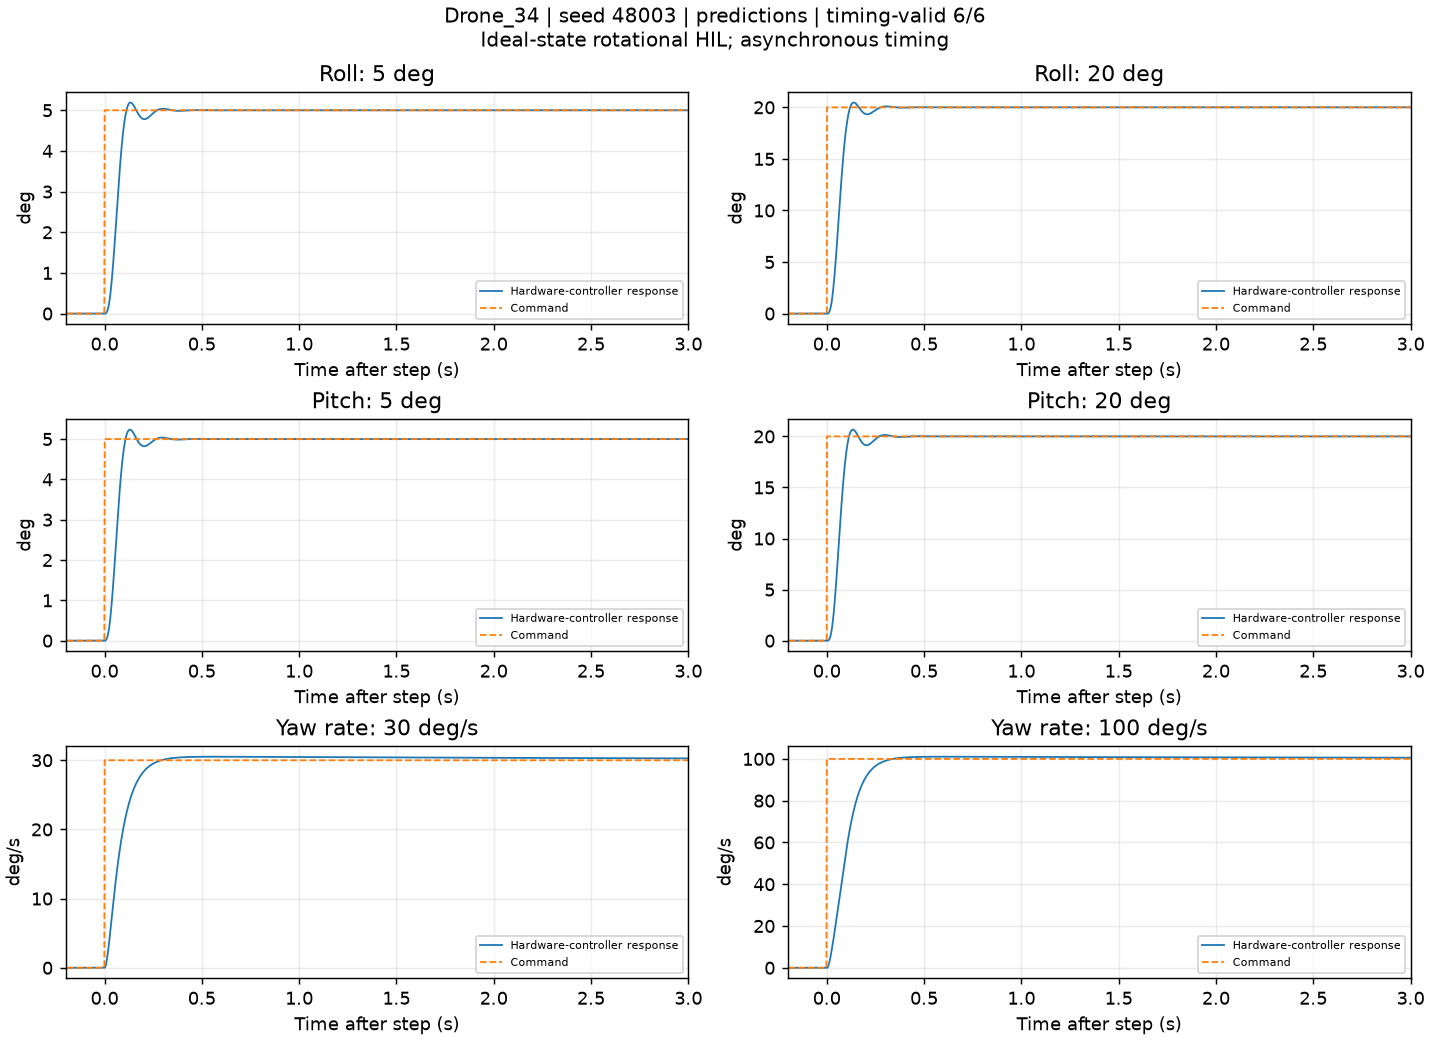 Drone_34 | seed 48003 | predictions | timing-valid 6/6
Ideal-state rotational HIL; asynchronous timing
Roll: 5 deg
deg
5
4
3
2
1
0
Hardware-controller response
Command
0.0 0.5 1.0 1.5 2.0 2.5 3.0
Time after step (s)
Roll: 20 deg
deg
20
15
10
5
0
Hardware-controller response
Command
0.0 0.5 1.0 1.5 2.0 2.5 3.0
Time after step (s)
Pitch: 5 deg
deg
5
4
3
2
1
0
Hardware-controller response
Command
0.0 0.5 1.0 1.5 2.0 2.5 3.0
Time after step (s)
Pitch: 20 deg
deg
20
15
10
5
0
Hardware-controller response
Command
0.0 0.5 1.0 1.5 2.0 2.5 3.0
Time after step (s)
Yaw rate: 30 deg/s
deg/s
30
20
10
0
Hardware-controller response
Command
0.0 0.5 1.0 1.5 2.0 2.5 3.0
Time after step (s)
Yaw rate: 100 deg/s
deg/s
100
80
60
40
20
0
Hardware-controller response
Command
0.0 0.5 1.0 1.5 2.0 2.5 3.0
Time after step (s)